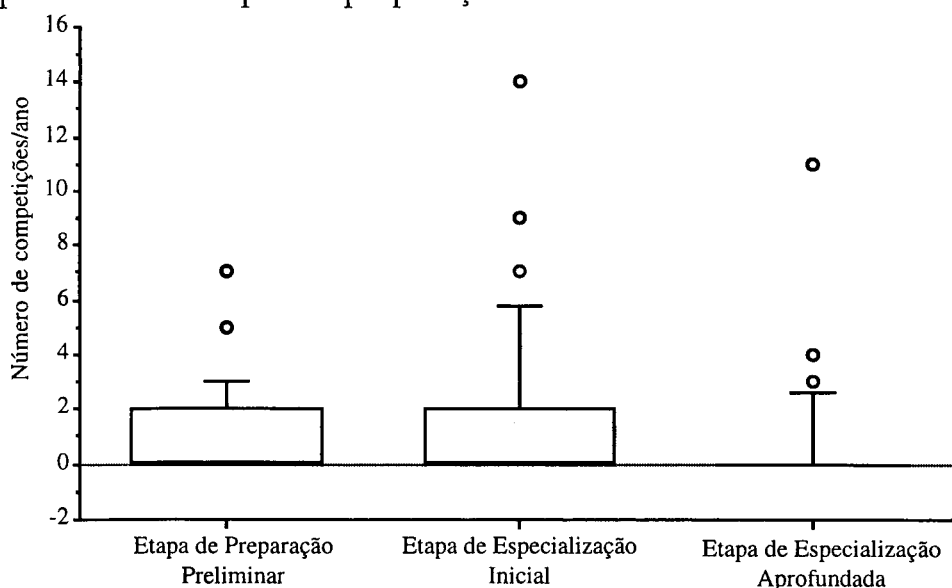 16
14
12
10
8
6
4
2
0
-2
Número de competições/ano
Etapa de Preparação
Preliminar
Etapa de Especialização
Inicial
Etapa de Especialização
Aprofundada